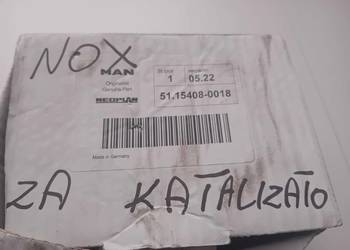 NOX
MAN
Originalteil
Genuine Part
1 05.22
51.15408-0018
NEOPLAN
Made in Germany
ZA KATALIZATO